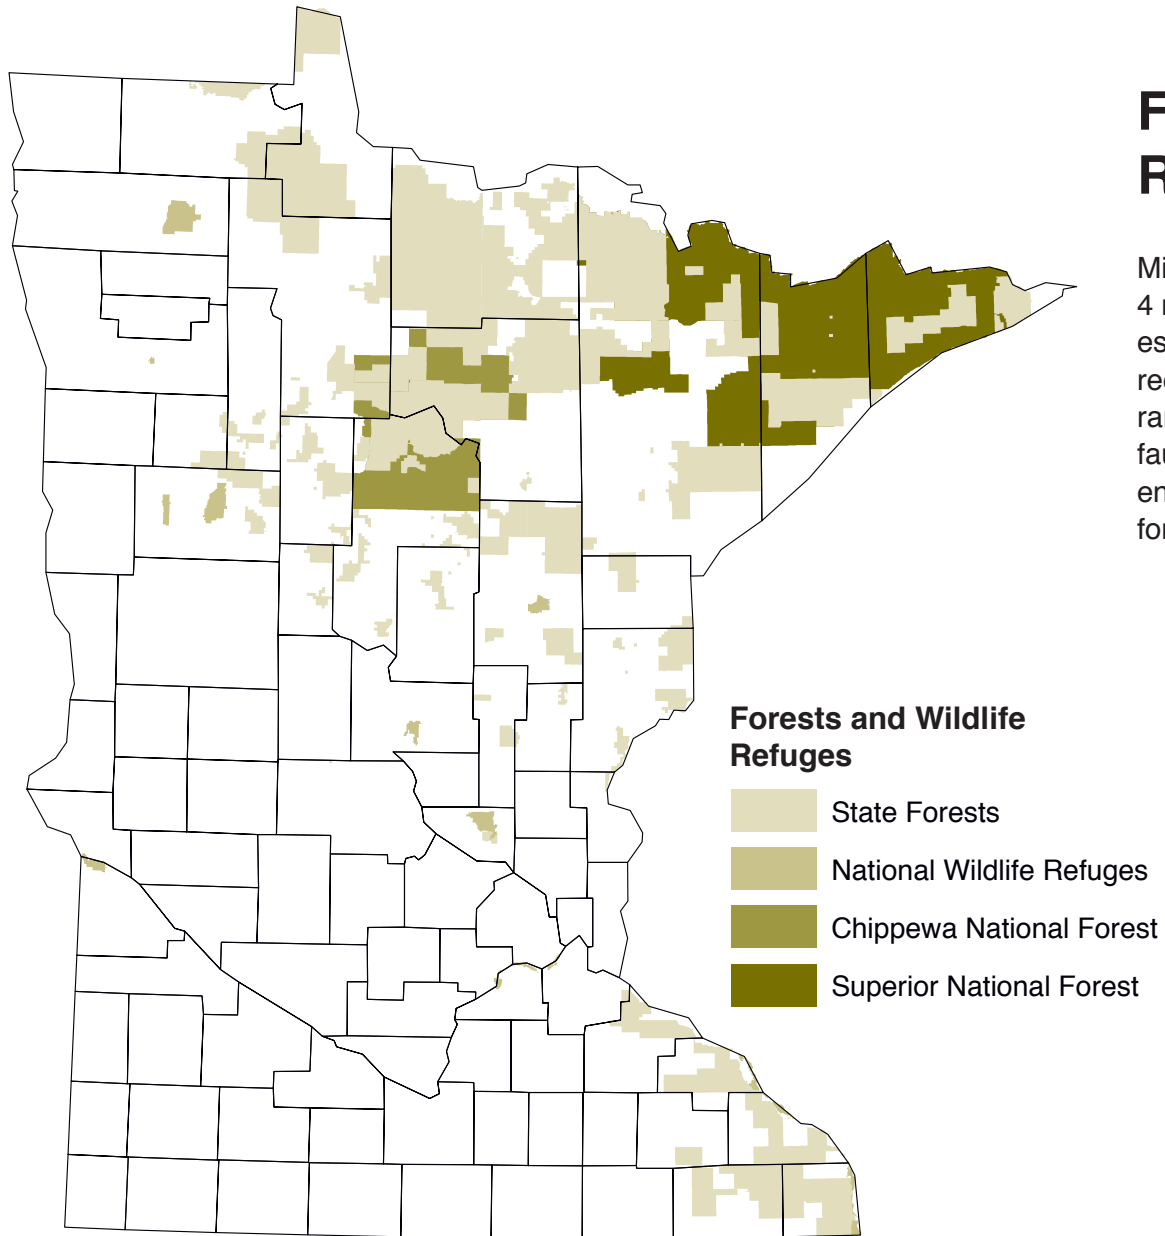 Forests and Wildlife
Refuges
State Forests
National Wildlife Refuges
Chippewa National Forest
Superior National Forest